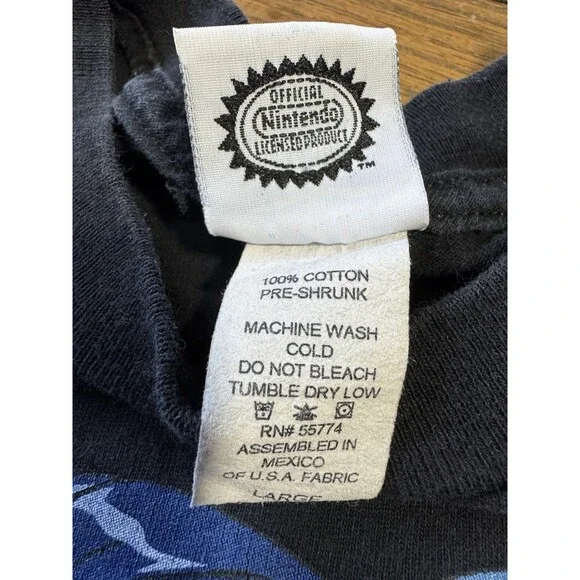 OFFICIAL
Nintendo
LICENSED PRODUCT
TM
100% COTTON
PRE-SHRUNK
MACHINE WASH
COLD
DO NOT BLEACH
TUMBLE DRY LOW
RN# 55774
ASSEMBLED IN
MEXICO
OF U.S.A. FABRIC
LARGE